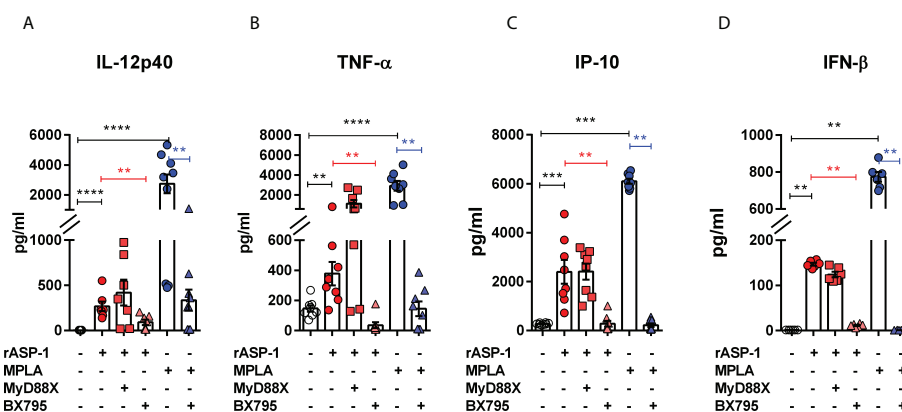 A B C D
IL-12p40 TNF-α IP-10 IFN-β
**** **** *** **
** ** ** **
** ** ** **
**** ** *** **
pg/ml
6000
4000
2000
1000
500
0
pg/ml
6000
4000
2000
600
400
200
0
pg/ml
8000
6000
4000
2000
0
pg/ml
1000
800
600
150
100
50
0
rASP-1 - + + + - - rASP-1 - + + + - - rASP-1 - + + + - - rASP-1 - + + + - -
MPLA - - - - + + MPLA - - - - + + MPLA - - - - + + MPLA - - - - + +
MyD88X - - + - - - MyD88X - - + - - - MyD88X - - + - - - MyD88X - - + - - -
BX795 - - - + - + BX795 - - - + - + BX795 - - - + - + BX795 - - - + - +